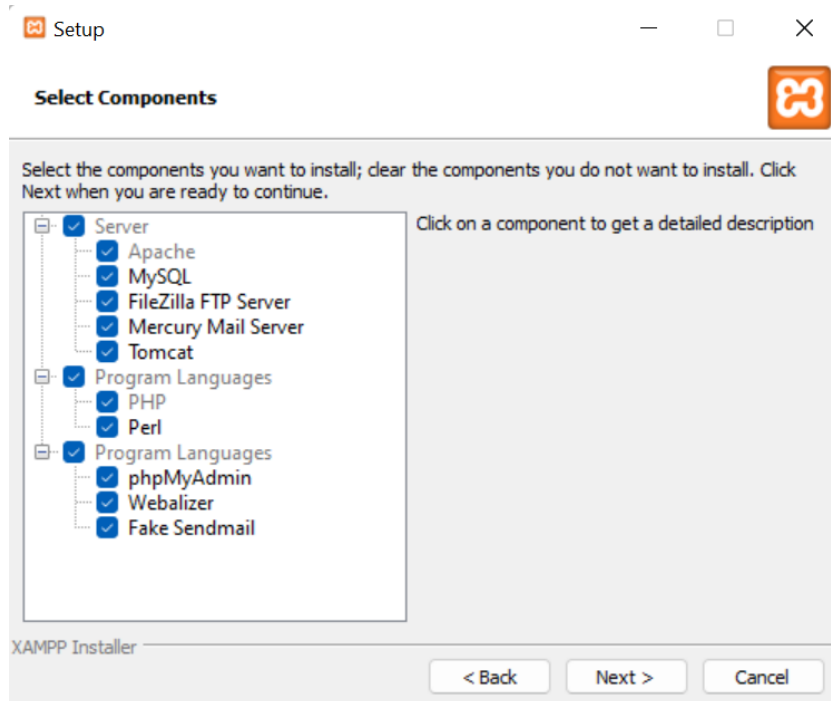 Setup
Select Components
Select the components you want to install; clear the components you do not want to install. Click
Next when you are ready to continue.
Server
Apache
MySQL
FileZilla FTP Server
Mercury Mail Server
Tomcat
Program Languages
PHP
Perl
Program Languages
phpMyAdmin
Webalizer
Fake Sendmail
Click on a component to get a detailed description
XAMPP Installer
< Back
Next >
Cancel